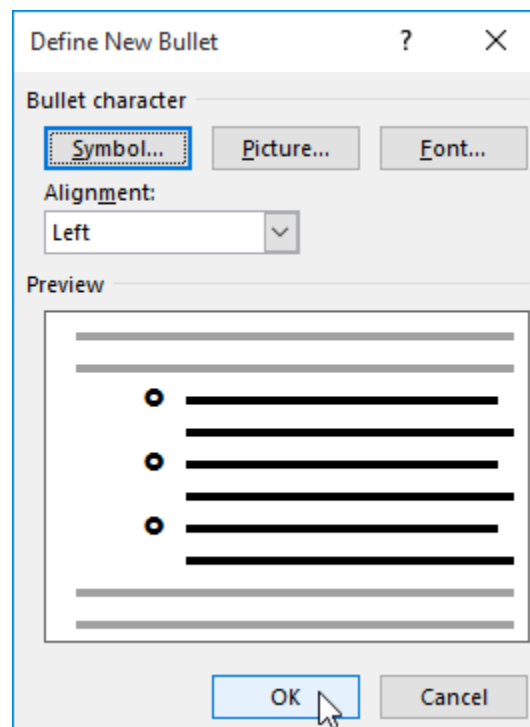 Define New Bullet ?
Bullet character
Symbol... Picture... Font...
Alignment:
Left
Preview
OK Cancel